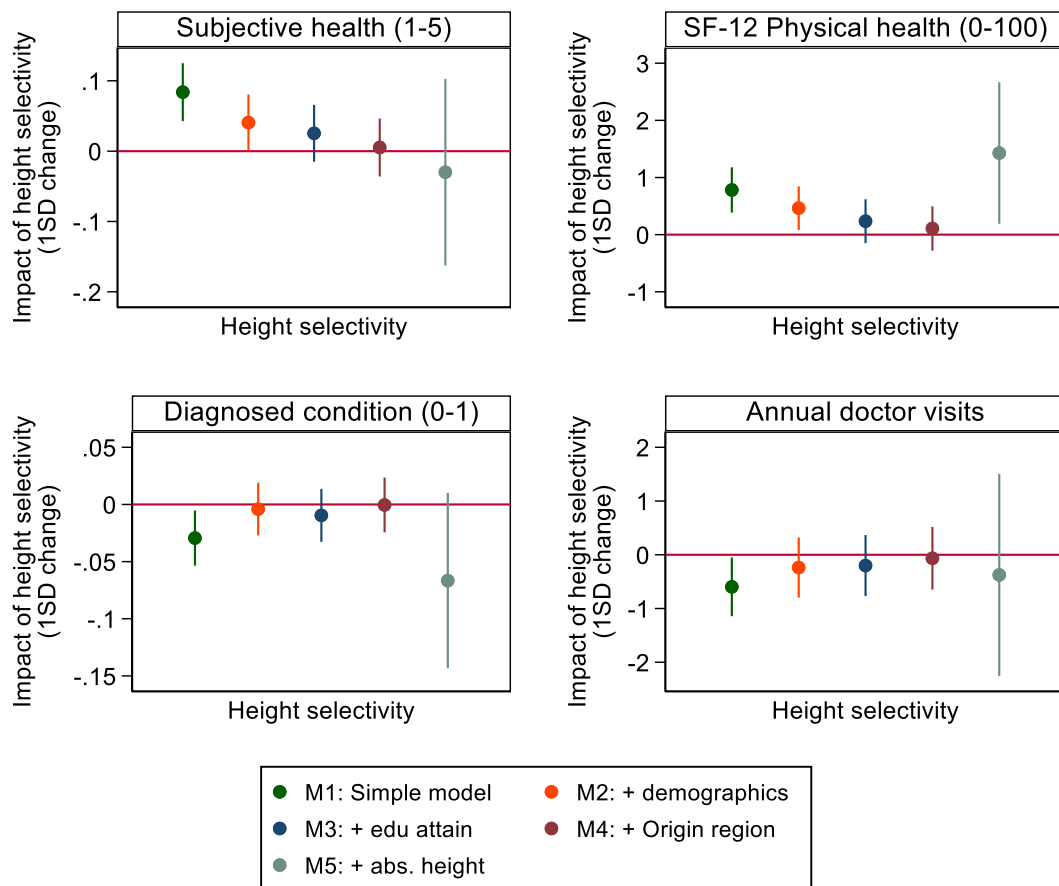 Subjective health (1-5)
Impact of height selectivity
(1SD change)
.1
0
-.1
-.2
Height selectivity
SF-12 Physical health (0-100)
Impact of height selectivity
(1SD change)
3
2
1
0
-1
Height selectivity
Diagnosed condition (0-1)
Impact of height selectivity
(1SD change)
.05
0
-.05
-.1
-.15
Height selectivity
Annual doctor visits
Impact of height selectivity
(1SD change)
2
1
0
-1
-2
Height selectivity
M1: Simple model
M2: + demographics
M3: + edu attain
M4: + Origin region
M5: + abs. height